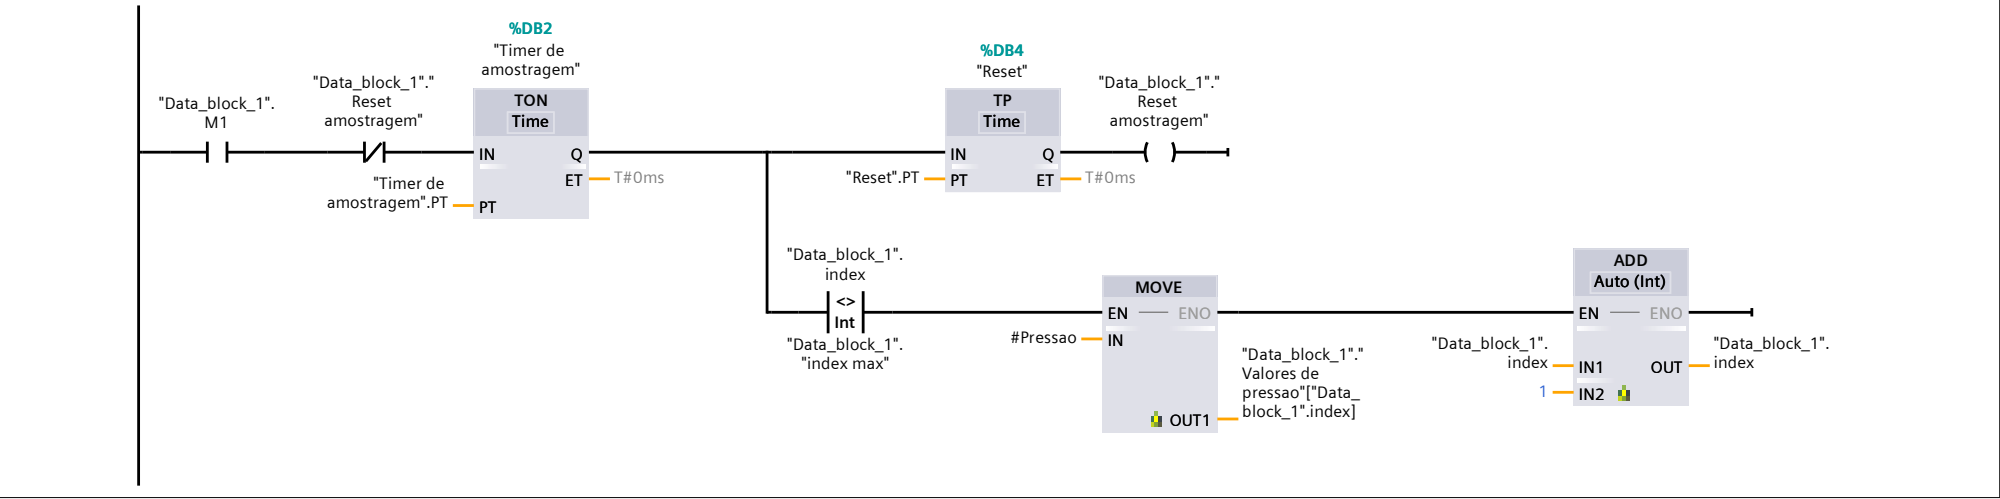 %DB2
"Timer de
amostragem"
%DB4
"Reset"
"Data_block_1".
M1
"Data_block_1"."
Reset
amostragem"
TON
Time
IN
Q
ET
T#0ms
"Timer de
amostragem".PT
PT
TP
Time
IN
Q
"Reset".PT
PT
ET
T#0ms
"Data_block_1"."
Reset
amostragem"
"Data_block_1".
index
<>
Int
"Data_block_1".
"index max"
MOVE
EN
ENO
#Pressao
IN
OUT1
"Data_block_1"."
Valores de
pressao"["Data_
block_1".index]
ADD
Auto (Int)
EN
ENO
"Data_block_1".
index
IN1
OUT
"Data_block_1".
index
1
IN2